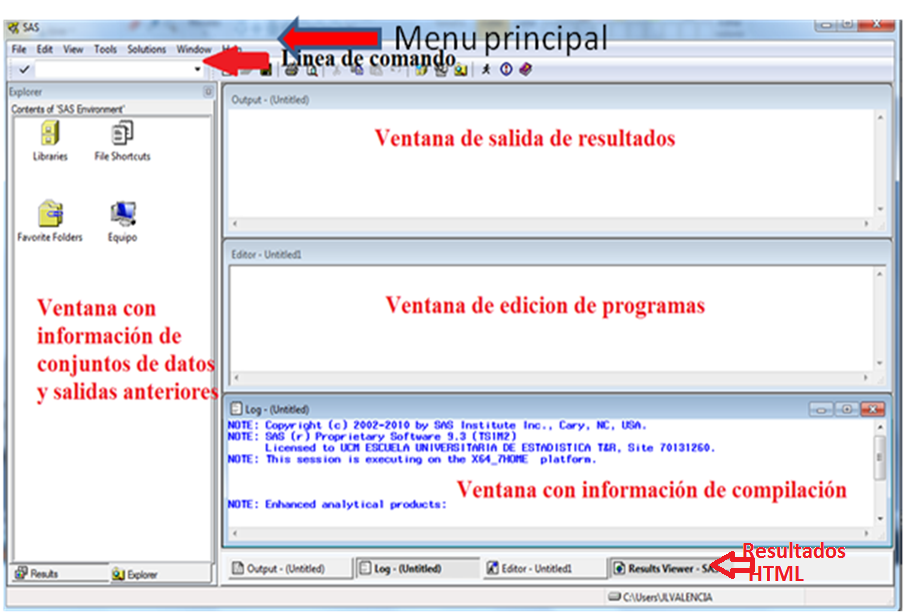 SAS
Menu principal
File Edit View Tools Solutions Window Help
Linea de comando
Explorer
Contents of 'SAS Environment'
Libraries
File Shortcuts
Favorite Folders
Equipo
Ventana con
información de
conjuntos de datos
y salidas anteriores
Output - (Untitled)
Ventana de salida de resultados
Editor - Untitled1
Ventana de edicion de programas
Log - (Untitled)
NOTE: Copyright (c) 2002-2010 by SAS Institute Inc., Cary, NC, USA.
NOTE: SAS (r) Proprietary Software 9.3 (TS1M2)
Licensed to UCM ESCUELA UNIVERSITARIA DE ESTADISTICA T&R, Site 70131260.
NOTE: This session is executing on the X64_7HOME platform.
Ventana con información de compilación
NOTE: Enhanced analytical products:
Resultados
HTML
Results
Explorer
Output - (Untitled)
Log - (Untitled)
Editor - Untitled1
Results Viewer - SAS
C:\Users\JLVALENCIA